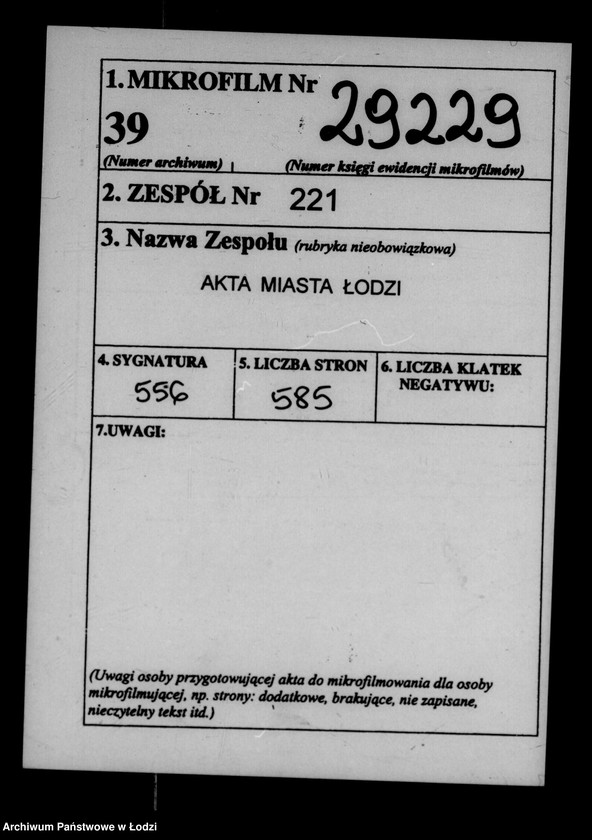 1. MIKROFILM Nr
39 29229
(Numer archiwum) (Numer księgi ewidencji mikrofilmów)
2. ZESPÓŁ Nr 221
3. Nazwa Zespołu (rubryka nieobowiązkowa)
AKTA MIASTA ŁODZI
4. SYGNATURA 5. LICZBA STRON 6. LICZBA KLATEK
NEGATYWU:
556 585
7.UWAGI:
(Uwagi osoby przygotowującej akta do mikrofilmowania dla osoby
mikrofilmującej, np. strony: dodatkowe, brakujące, nie zapisane,
nieczytelny tekst itd.)
Archiwum Państwowe w Łodzi